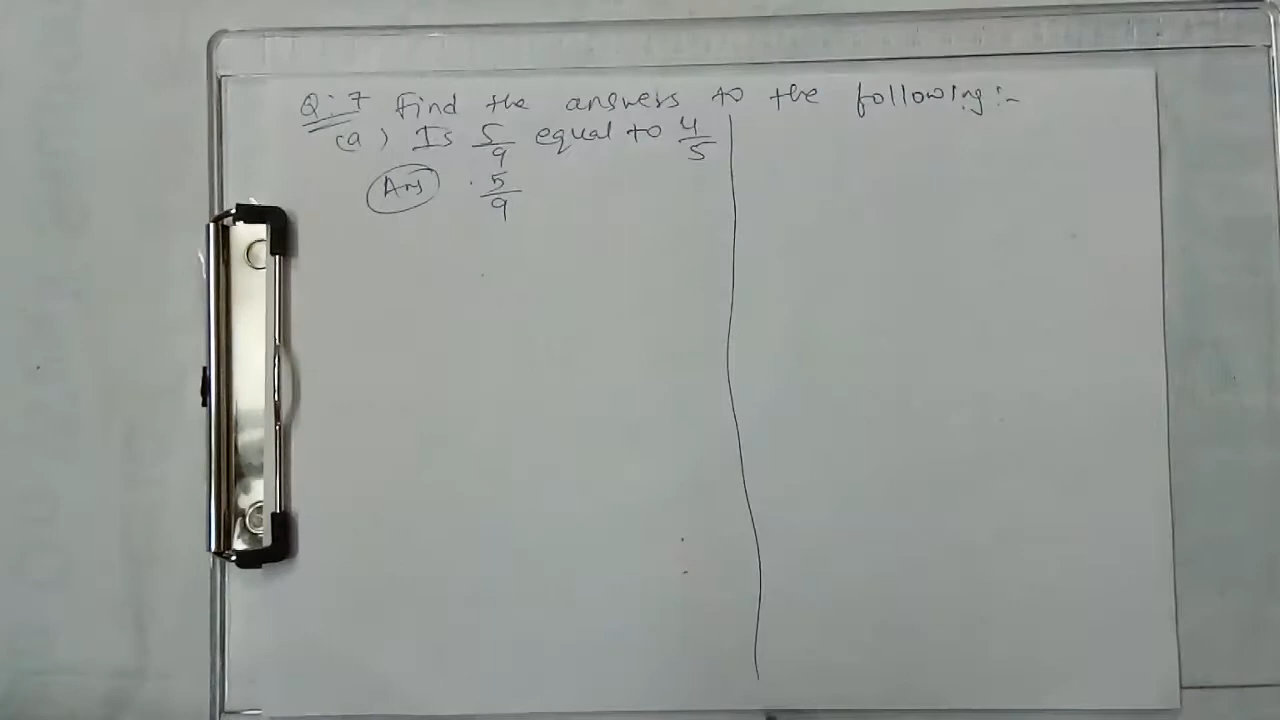 Q:7 Find the answers to the following:-
(a) Is 5/9 equal to 4/5
Ans 5/9